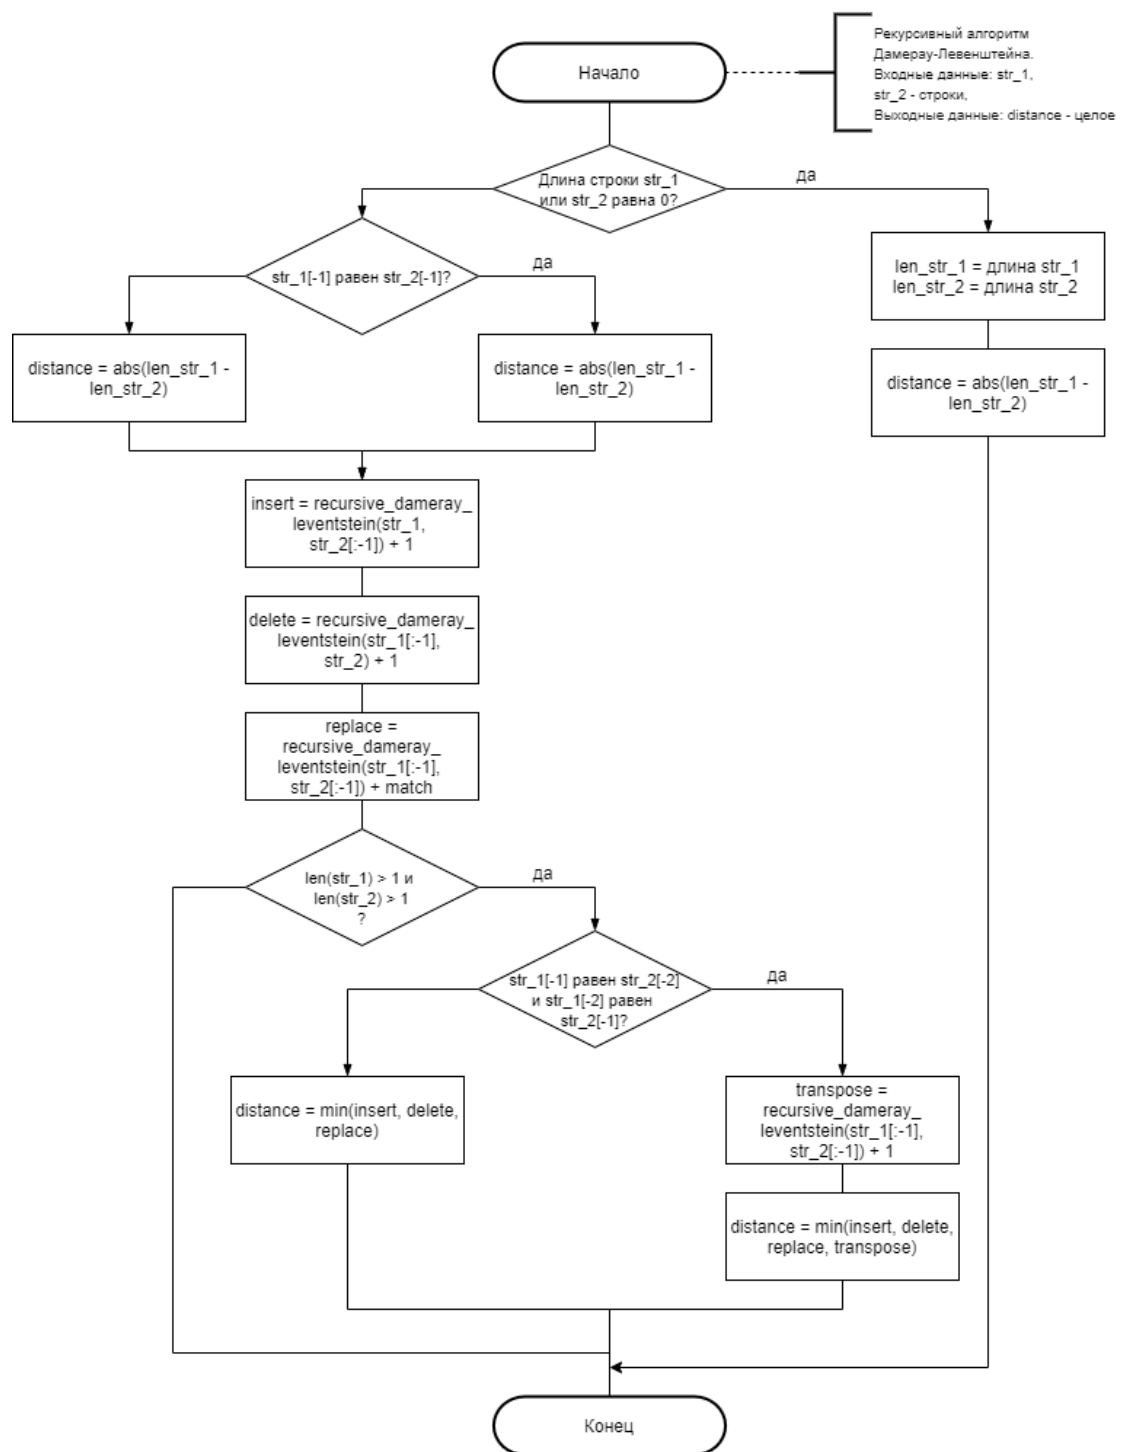 Начало
Рекурсивный алгоритм
Дамерау-Левенштейна.
Входные данные: str_1,
str_2 - строки,
Выходные данные: distance - целое
Длина строки str_1
или str_2 равна 0?
да
len_str_1 = длина str_1
len_str_2 = длина str_2
distance = abs(len_str_1 -
len_str_2)
str_1[-1] равен str_2[-1]?
да
distance = abs(len_str_1 -
len_str_2)
distance = abs(len_str_1 -
len_str_2)
insert = recursive_dameray_
leventstein(str_1,
str_2[:-1]) + 1
delete = recursive_dameray_
leventstein(str_1[:-1],
str_2) + 1
replace =
recursive_dameray_
leventstein(str_1[:-1],
str_2[:-1]) + match
len(str_1) > 1 и
len(str_2) > 1
?
да
str_1[-1] равен str_2[-2]
и str_1[-2] равен
str_2[-1]?
да
distance = min(insert, delete,
replace)
transpose =
recursive_dameray_
leventstein(str_1[:-1],
str_2[:-1]) + 1
distance = min(insert, delete,
replace, transpose)
Конец